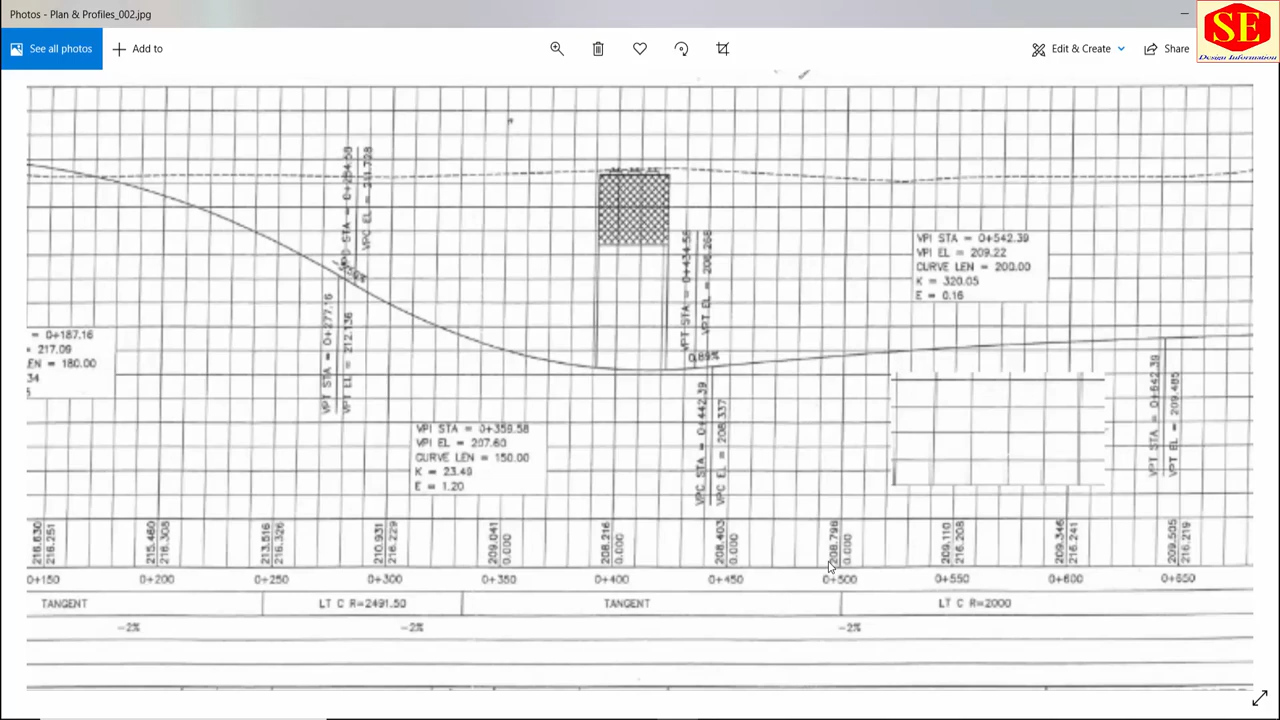 Photos - Plan & Profiles_002.jpg
See all photos
Add to
Edit & Create
Share
SE
Design Information
VPC EL = 211.728
-5.50%
VPT STA = 0+277.16
VPT EL = 212.136
= 0+187.16
= 217.09
EN = 180.00
34
VPT STA = 0+434.58
VPT EL = 208.268
0.89%
VPI STA = 0+542.39
VPI EL = 209.22
CURVE LEN = 200.00
K = 320.05
E = 0.16
VPI STA = 0+359.58
VPI EL = 207.60
CURVE LEN = 150.00
K = 23.49
E = 1.20
VPC STA = 0+442.39
VPC EL = 208.337
VPT STA = 0+642.39
VPT EL = 209.485
216.630 215.460 213.516 210.931 209.041 208.216 208.403 208.798 209.110 209.346 209.505
216.251 216.308 216.326 216.229 0.000 0.000 0.000 0.000 216.208 216.241 216.219
0+150 0+200 0+250 0+300 0+350 0+400 0+450 0+500 0+550 0+600 0+650
TANGENT LT C R=2491.50 TANGENT LT C R=2000
-2% -2% -2%